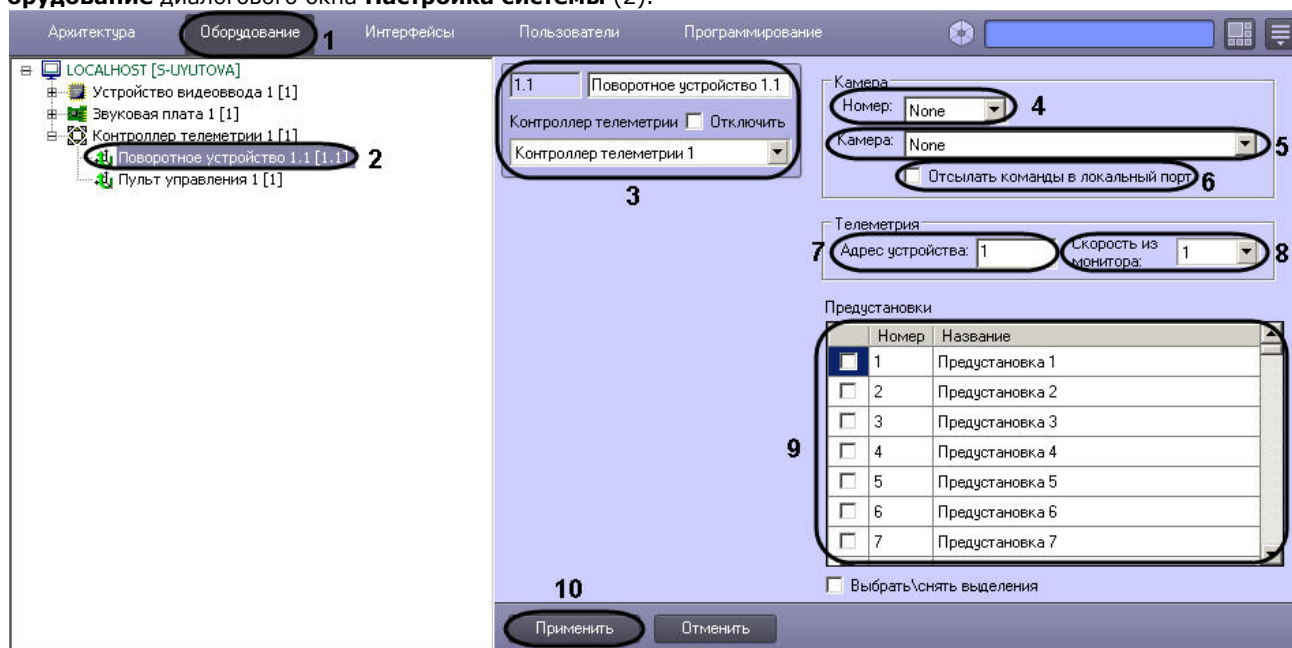 орудование диалогового окна Настройка системы (2).
Архитектура Оборудование 1 Интерфейсы Пользователи Программирование
LOCALHOST [S-UYUTOVA]
Устройство видеоввода 1 [1]
Звуковая плата 1 [1]
Контроллер телеметрии 1 [1]
Поворотное устройство 1.1 [1.1] 2
Пульт управления 1 [1]
1.1 Поворотное устройство 1.1
Контроллер телеметрии Отключить
Контроллер телеметрии 1
3
Камера
Номер: None 4
Камера: None 5
Отсылать команды в локальный порт 6
Телеметрия
7 Адрес устройства: 1 Скорость из монитора: 1 8
Предустановки
Номер Название
1 Предустановка 1
2 Предустановка 2
3 Предустановка 3
9 4 Предустановка 4
5 Предустановка 5
6 Предустановка 6
7 Предустановка 7
Выбрать\снять выделения
10
Применить Отменить